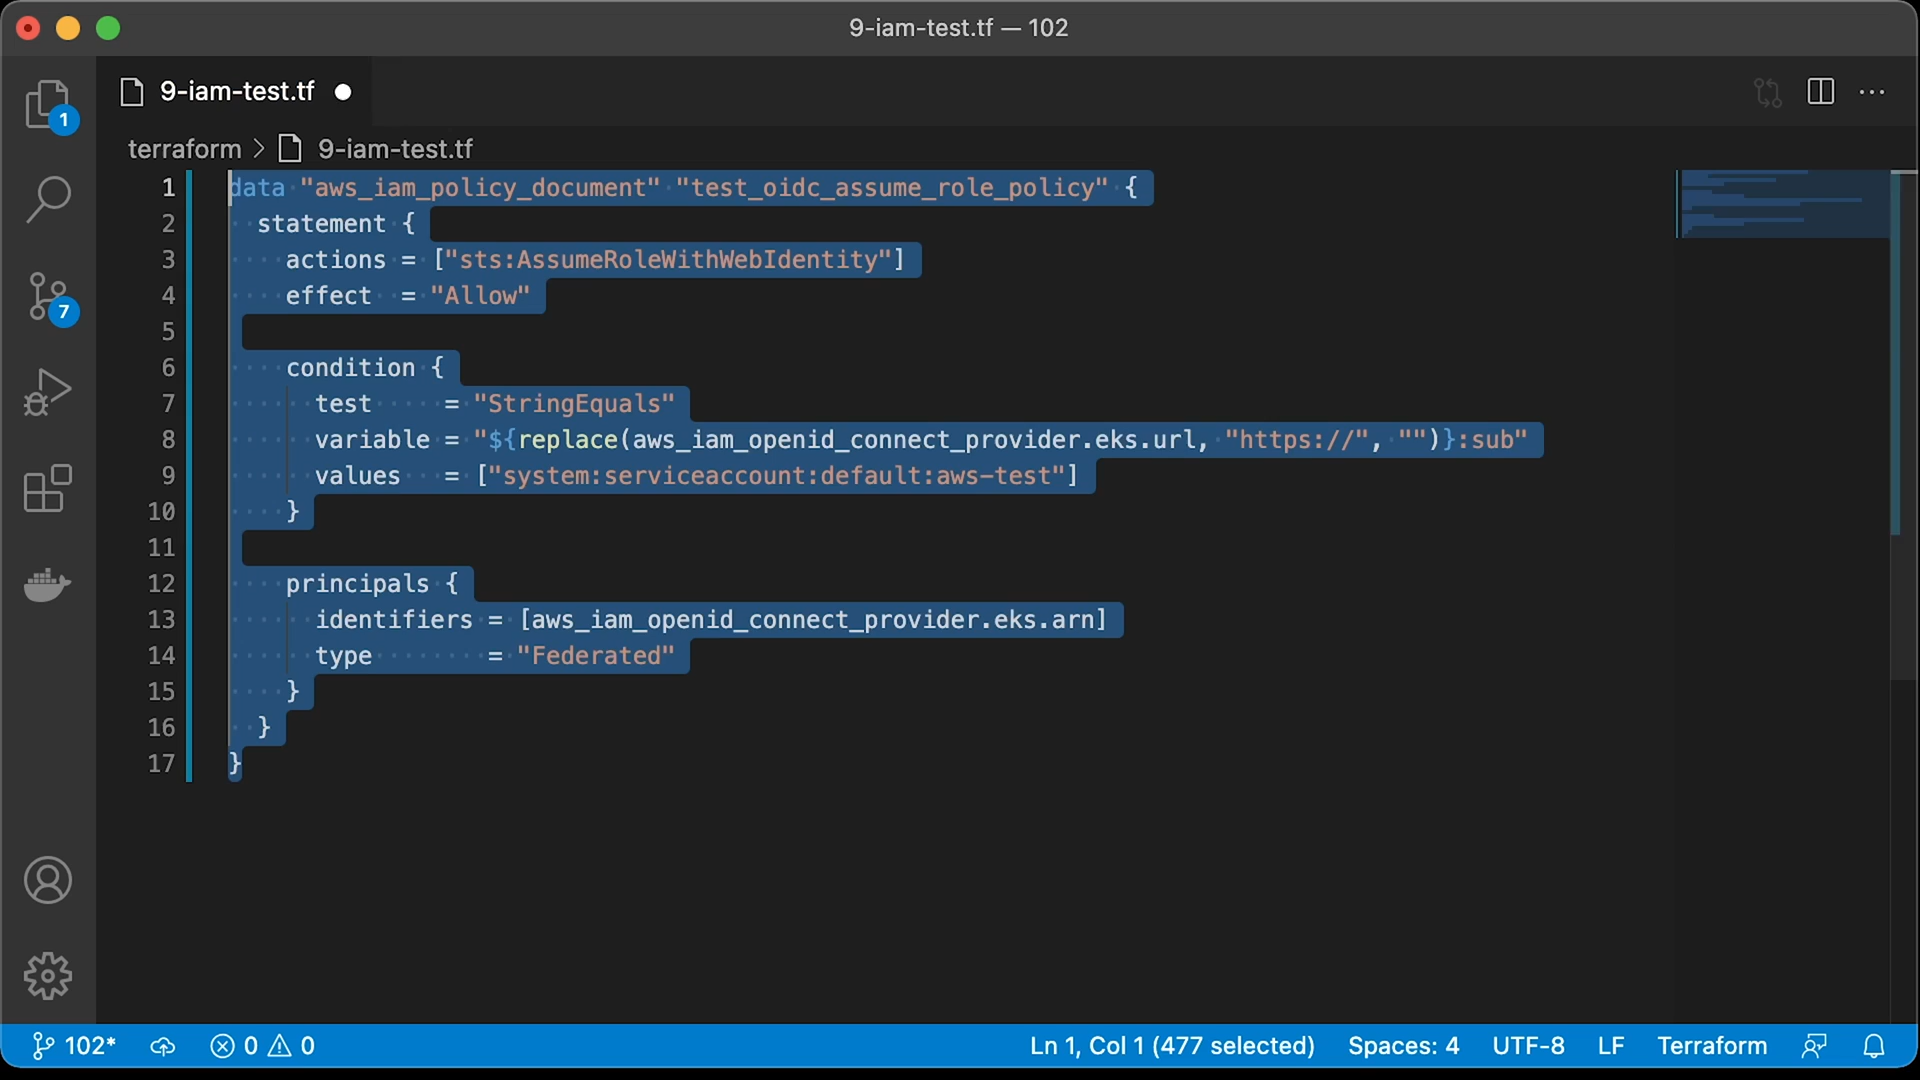 9-iam-test.tf — 102
9-iam-test.tf
1
terraform > 9-iam-test.tf
1 data "aws_iam_policy_document" "test_oidc_assume_role_policy" {
2 statement {
3 actions = ["sts:AssumeRoleWithWebIdentity"]
4 effect = "Allow"
5
6 condition {
7 test = "StringEquals"
7
8 variable = "${replace(aws_iam_openid_connect_provider.eks.url, "https://", "")}:sub"
9 values = ["system:serviceaccount:default:aws-test"]
10 }
11
12 principals {
13 identifiers = [aws_iam_openid_connect_provider.eks.arn]
14 type = "Federated"
15 }
16 }
17 }
102* 0 0 Ln 1, Col 1 (477 selected) Spaces: 4 UTF-8 LF Terraform